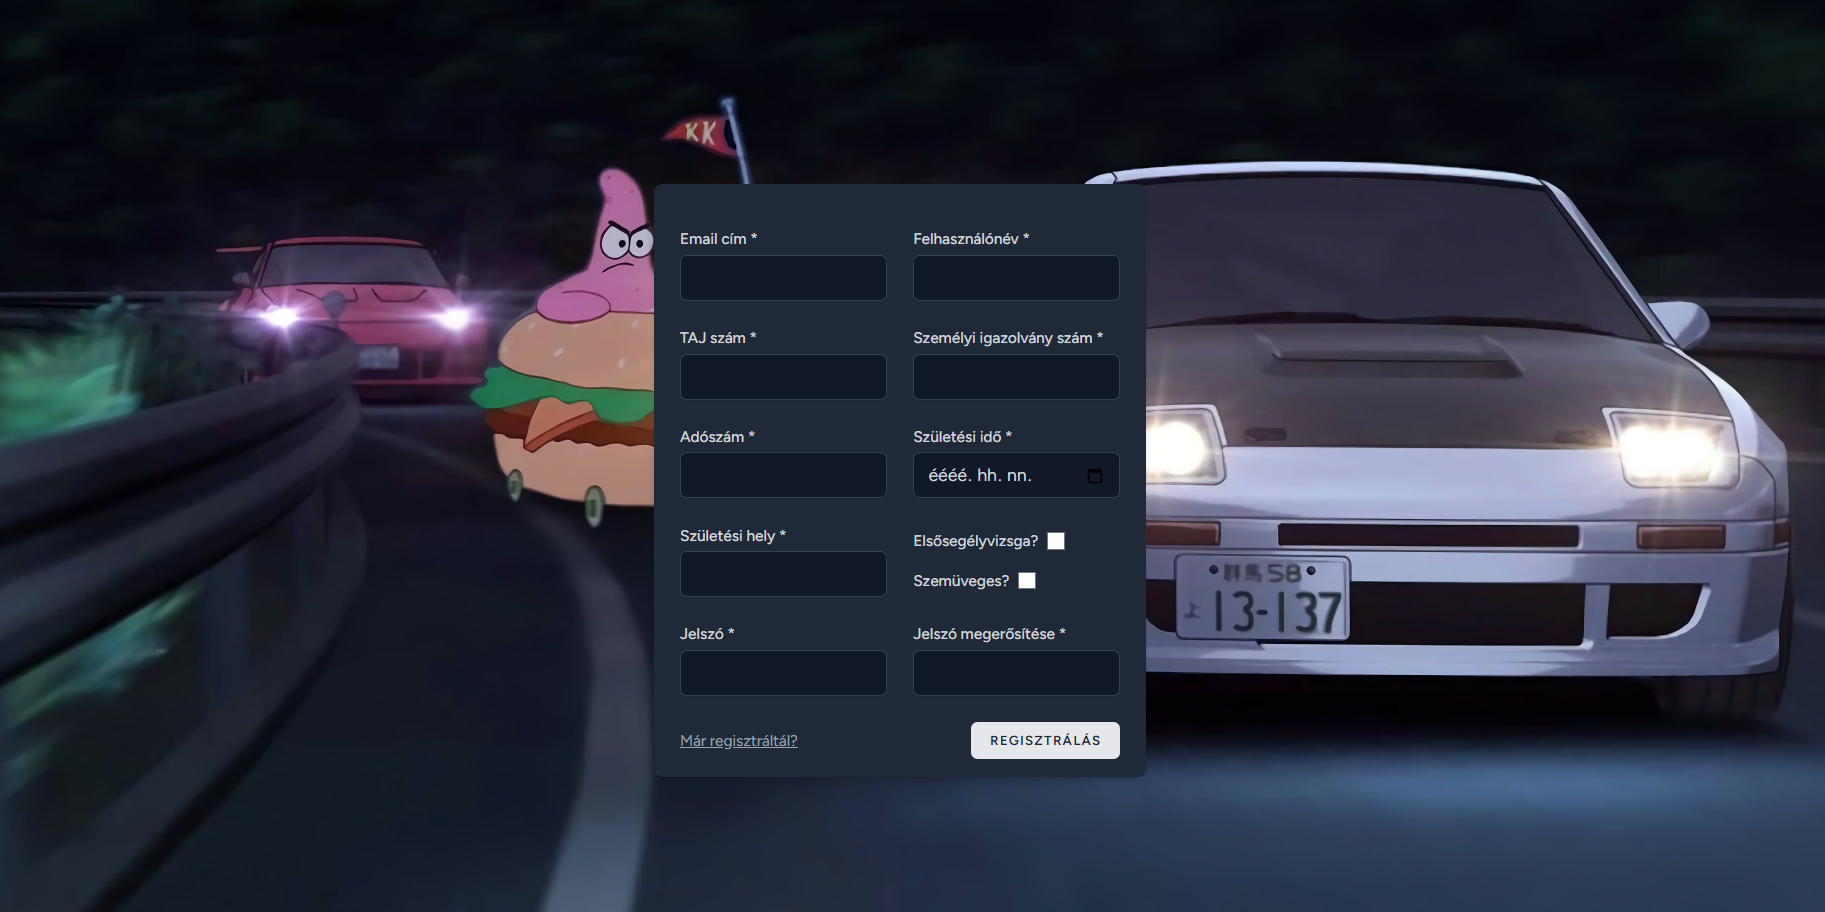 KK
Email cím *
Felhasználónév *
TAJ szám *
Személyi igazolvány szám *
Adószám *
Születési idő *
éééé. hh. nn.
Születési hely *
Elsősegélyvizsga?
Szemüveges?
Jelszó *
Jelszó megerősítése *
Már regisztráltál?
REGISZTRÁLÁS
群馬 58
よ 13-137